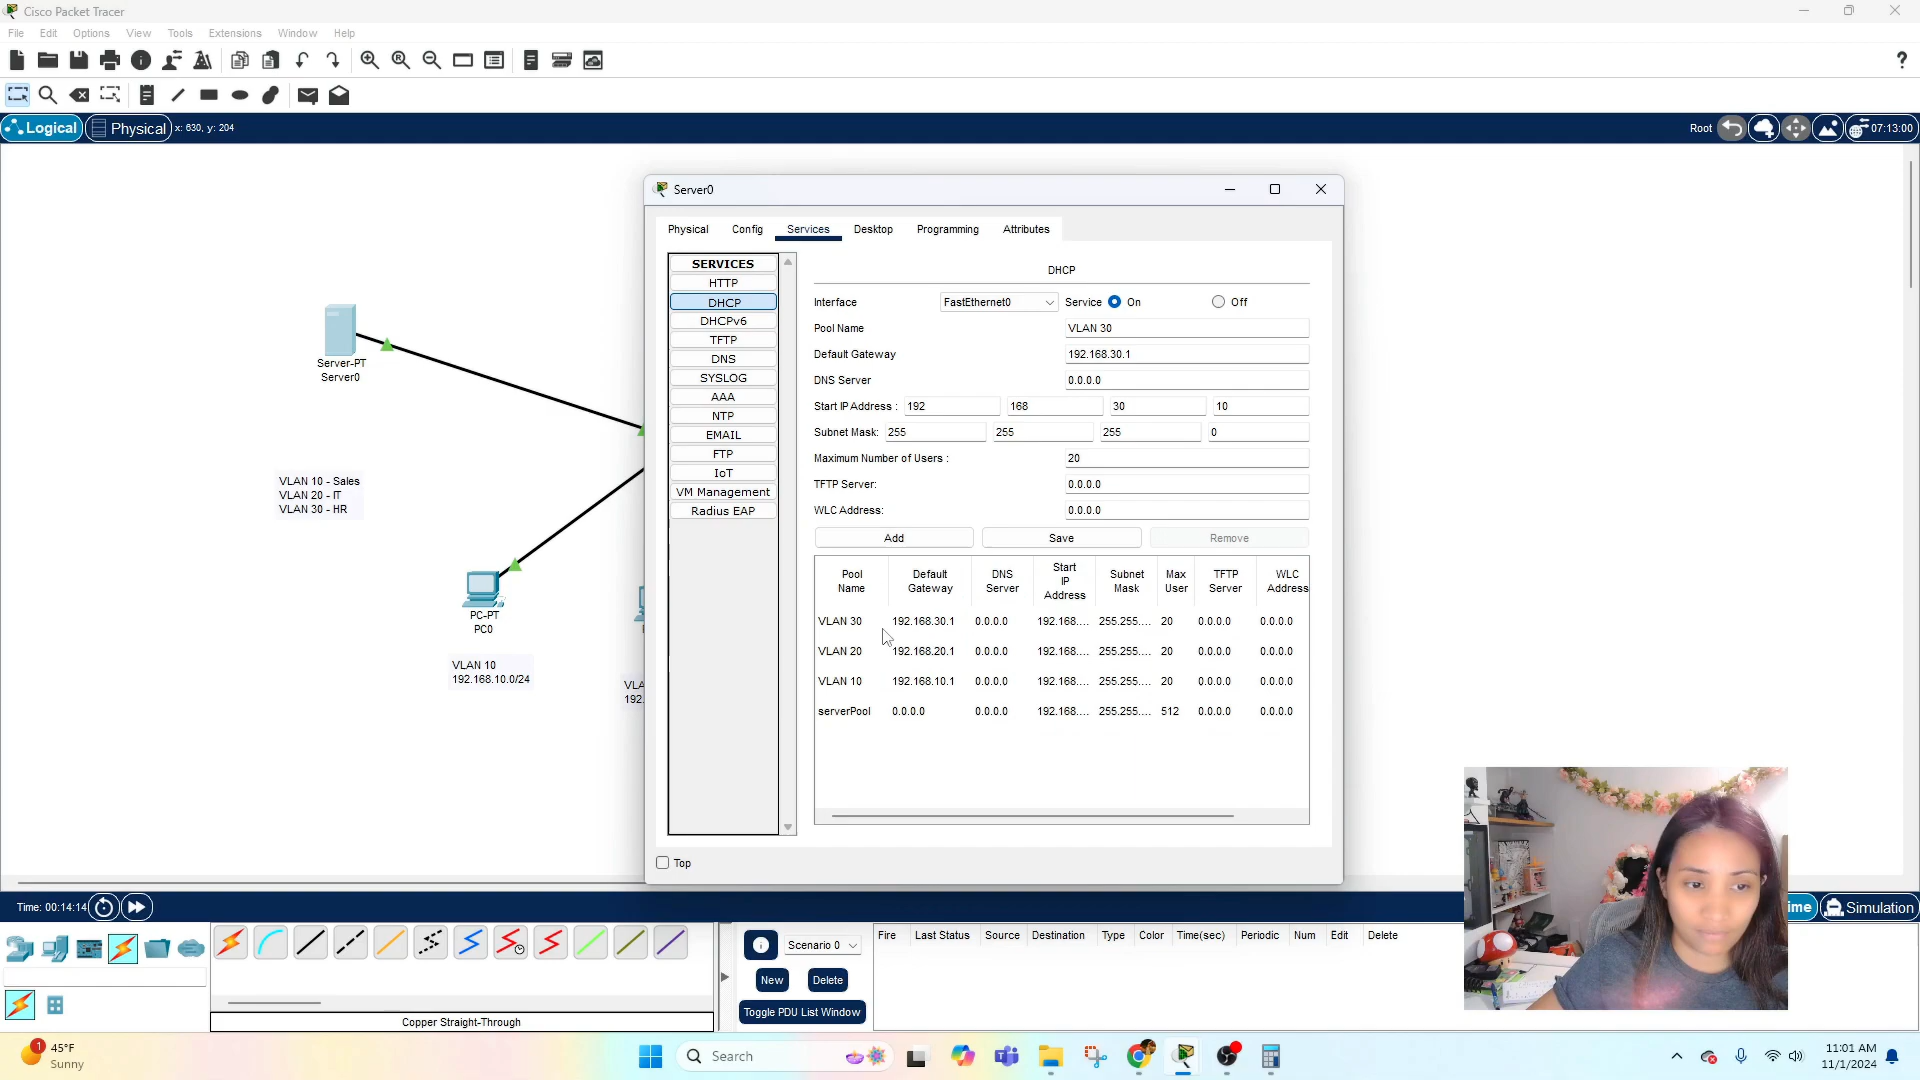 Cisco Packet Tracer
File Edit Options View Tools Extensions Window Help
?
Logical Physical x: 630, y: 204 Root 07:13:00
Server0
Physical Config Services Desktop Programming Attributes
SERVICES
HTTP
DHCP
DHCPv6
TFTP
DNS
SYSLOG
AAA
NTP
EMAIL
FTP
IoT
VM Management
Radius EAP
DHCP
Interface FastEthernet0 Service On Off
Pool Name VLAN 30
Default Gateway 192.168.30.1
DNS Server 0.0.0.0
Start IP Address : 192 168 30 10
Subnet Mask: 255 255 255 0
Maximum Number of Users : 20
TFTP Server: 0.0.0.0
WLC Address: 0.0.0.0
Add Save Remove
Pool Name Default Gateway DNS Server Start IP Address Subnet Mask Max User TFTP Server WLC Address
VLAN 30 192.168.30.1 0.0.0.0 192.168.... 255.255.... 20 0.0.0.0 0.0.0.0
VLAN 20 192.168.20.1 0.0.0.0 192.168.... 255.255.... 20 0.0.0.0 0.0.0.0
VLAN 10 192.168.10.1 0.0.0.0 192.168.... 255.255.... 20 0.0.0.0 0.0.0.0
serverPool 0.0.0.0 0.0.0.0 192.168.... 255.255.... 512 0.0.0.0 0.0.0.0
Top
Server-PT
Server0
VLAN 10 - Sales
VLAN 20 - IT
VLAN 30 - HR
PC-PT
PC0
VLAN 10
192.168.10.0/24
VLA
192.
Time: 00:14:14 ime Simulation
Scenario 0
New Delete
Toggle PDU List Window
Fire Last Status Source Destination Type Color Time(sec) Periodic Num Edit Delete
Copper Straight-Through
1
45°F
Sunny
Search
11:01 AM
11/1/2024